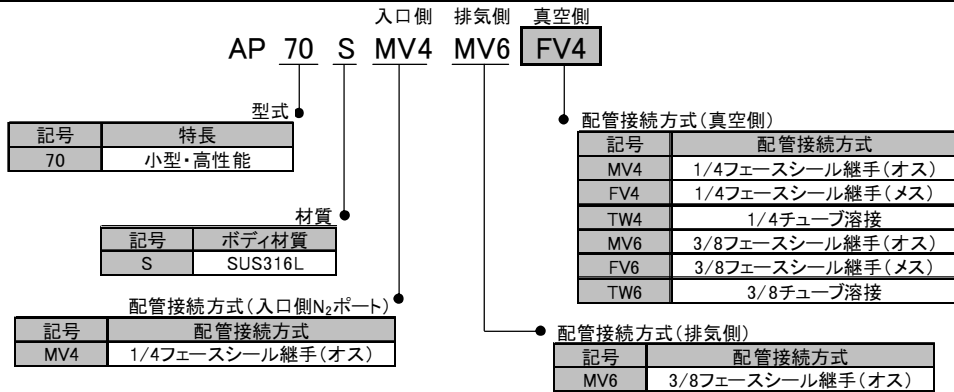 入口側 排気側 真空側
AP 70 S MV4 MV6 FV4
型式
記号 特長
70 小型・高性能
材質
記号 ボディ材質
S SUS316L
配管接続方式(入口側N₂ポート)
記号 配管接続方式
MV4 1/4フェースシール継手(オス)
配管接続方式(真空側)
記号 配管接続方式
MV4 1/4フェースシール継手(オス)
FV4 1/4フェースシール継手(メス)
TW4 1/4チューブ溶接
MV6 3/8フェースシール継手(オス)
FV6 3/8フェースシール継手(メス)
TW6 3/8チューブ溶接
配管接続方式(排気側)
記号 配管接続方式
MV6 3/8フェースシール継手(オス)